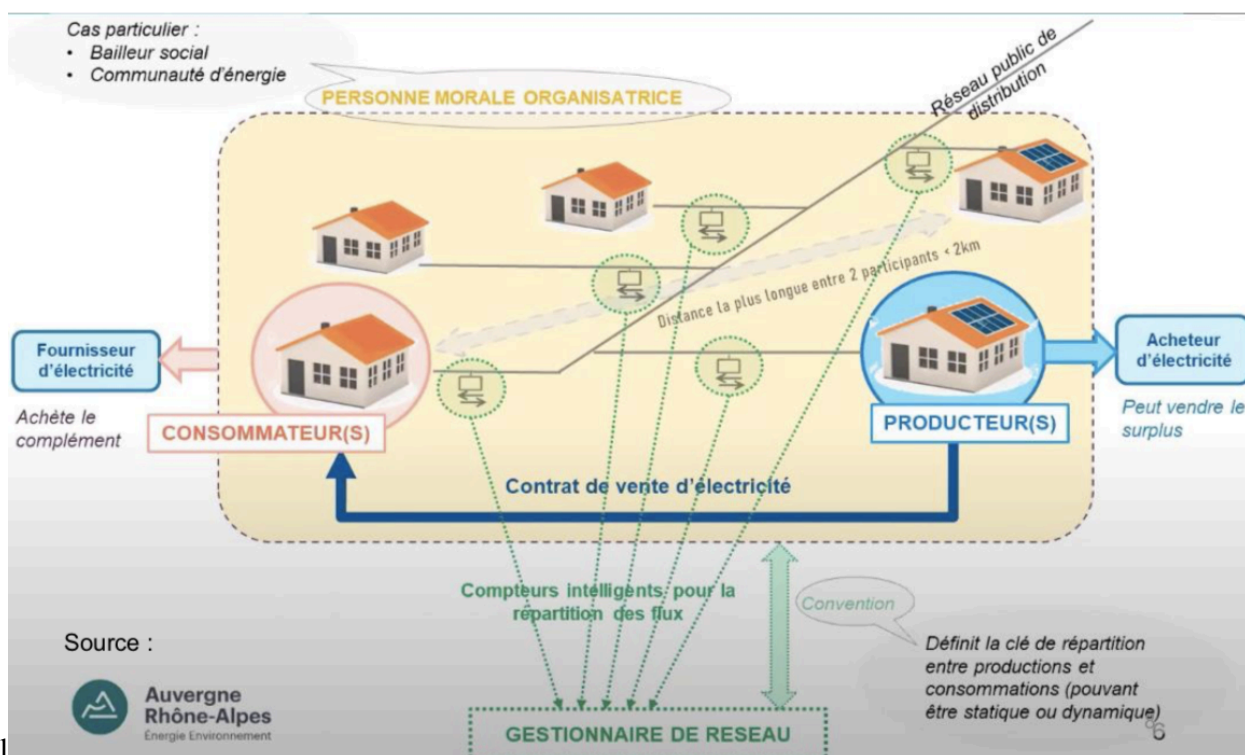 Cas particulier :
• Bailleur social
• Communauté d'énergie
PERSONNE MORALE ORGANISATRICE
Réseau public de
distribution
Distance la plus longue entre 2 participants < 2km
Fournisseur
d'électricité
Achète le
complément
CONSOMMATEUR(S)
PRODUCTEUR(S)
Acheteur
d'électricité
Peut vendre le
surplus
Contrat de vente d'électricité
Compteurs intelligents pour la
répartition des flux
Convention
Définit la clé de répartition
entre productions et
consommations (pouvant
être statique ou dynamique)
Source :
Auvergne
Rhône-Alpes
Énergie Environnement
GESTIONNAIRE DE RESEAU